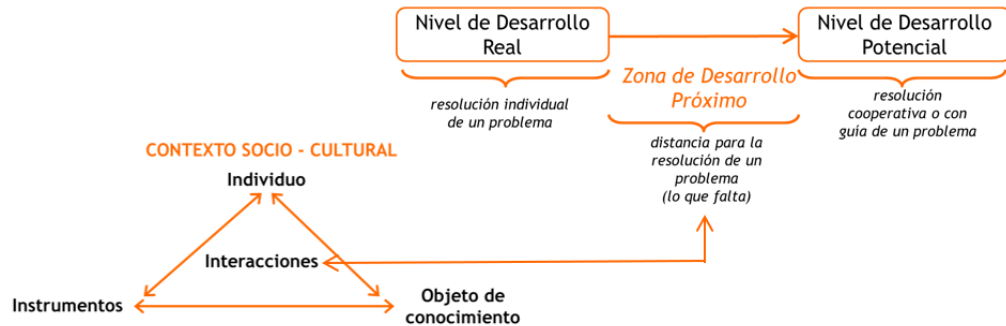 Nivel de Desarrollo
Real
Nivel de Desarrollo
Potencial
resolución individual
de un problema
Zona de Desarrollo
Próximo
resolución
cooperativa o con
guía de un problema
distancia para la
resolución de un
problema
(lo que falta)
CONTEXTO SOCIO - CULTURAL
Individuo
Interacciones
Instrumentos
Objeto de
conocimiento